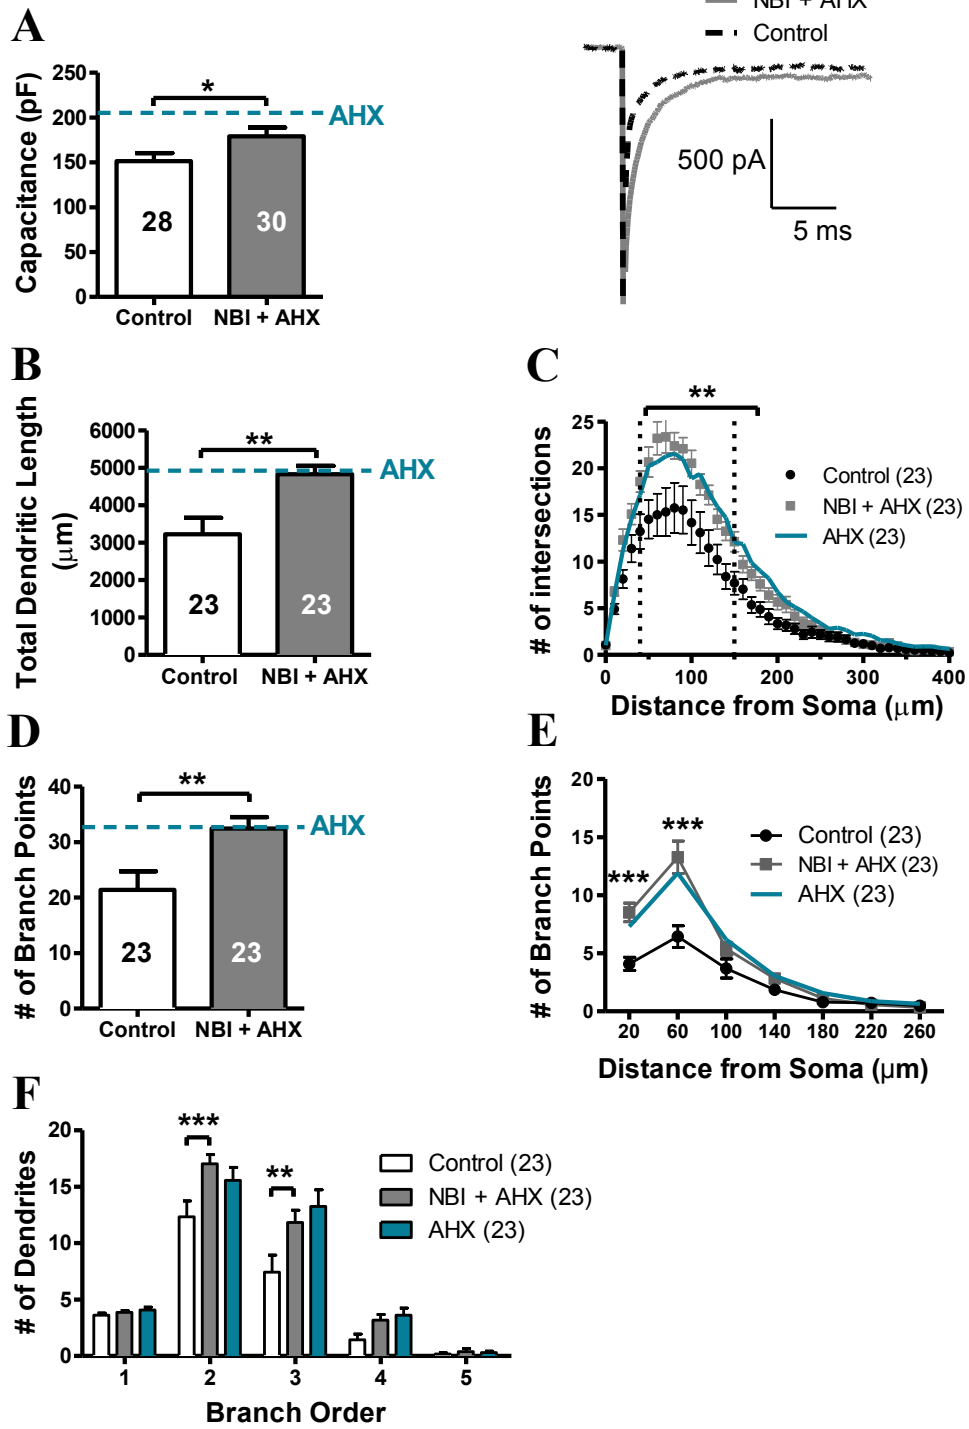 A
NBI + AHX
Control
Capacitance (pF)
250
200
150
100
50
0
*
AHX
28
30
Control
NBI + AHX
500 pA
5 ms
B
Total Dendritic Length
(μm)
6000
5000
4000
3000
2000
1000
0
**
AHX
23
23
Control
NBI + AHX
C
# of intersections
25
20
15
10
5
0
**
Control (23)
NBI + AHX (23)
AHX (23)
0
100
200
300
400
Distance from Soma (μm)
D
# of Branch Points
40
30
20
10
0
**
AHX
23
23
Control
NBI + AHX
E
# of Branch Points
20
15
10
5
0
***
***
Control (23)
NBI + AHX (23)
AHX (23)
20
60
100
140
180
220
260
Distance from Soma (μm)
F
# of Dendrites
20
15
10
5
0
***
**
Control (23)
NBI + AHX (23)
AHX (23)
1
2
3
4
5
Branch Order